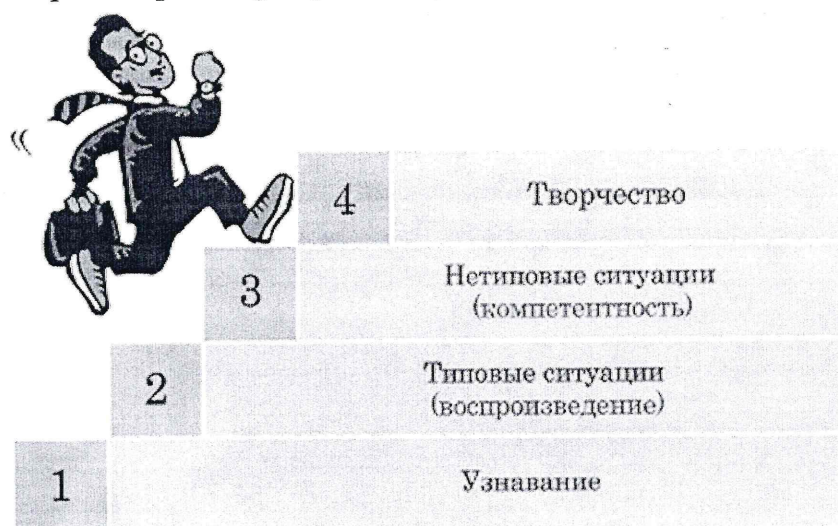 4 Творчество
3 Нетиповые ситуации
(компетентность)
2 Типовые ситуации
(воспроизведение)
1 Узнавание